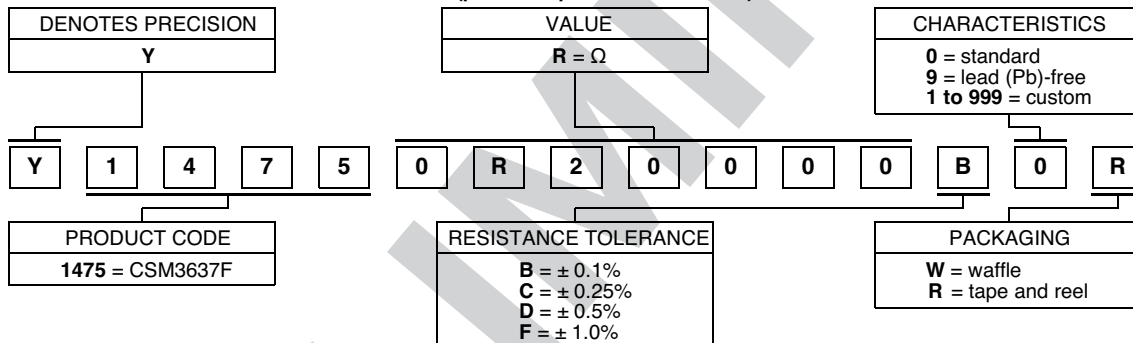 DENOTES PRECISION
Y
VALUE
R = Ω
CHARACTERISTICS
0 = standard
9 = lead (Pb)-free
1 to 999 = custom
Y 1 4 7 5 0 R 2 0 0 0 0 B 0 R
PRODUCT CODE
1475 = CSM3637F
RESISTANCE TOLERANCE
B = ± 0.1%
C = ± 0.25%
D = ± 0.5%
F = ± 1.0%
PACKAGING
W = waffle
R = tape and reel